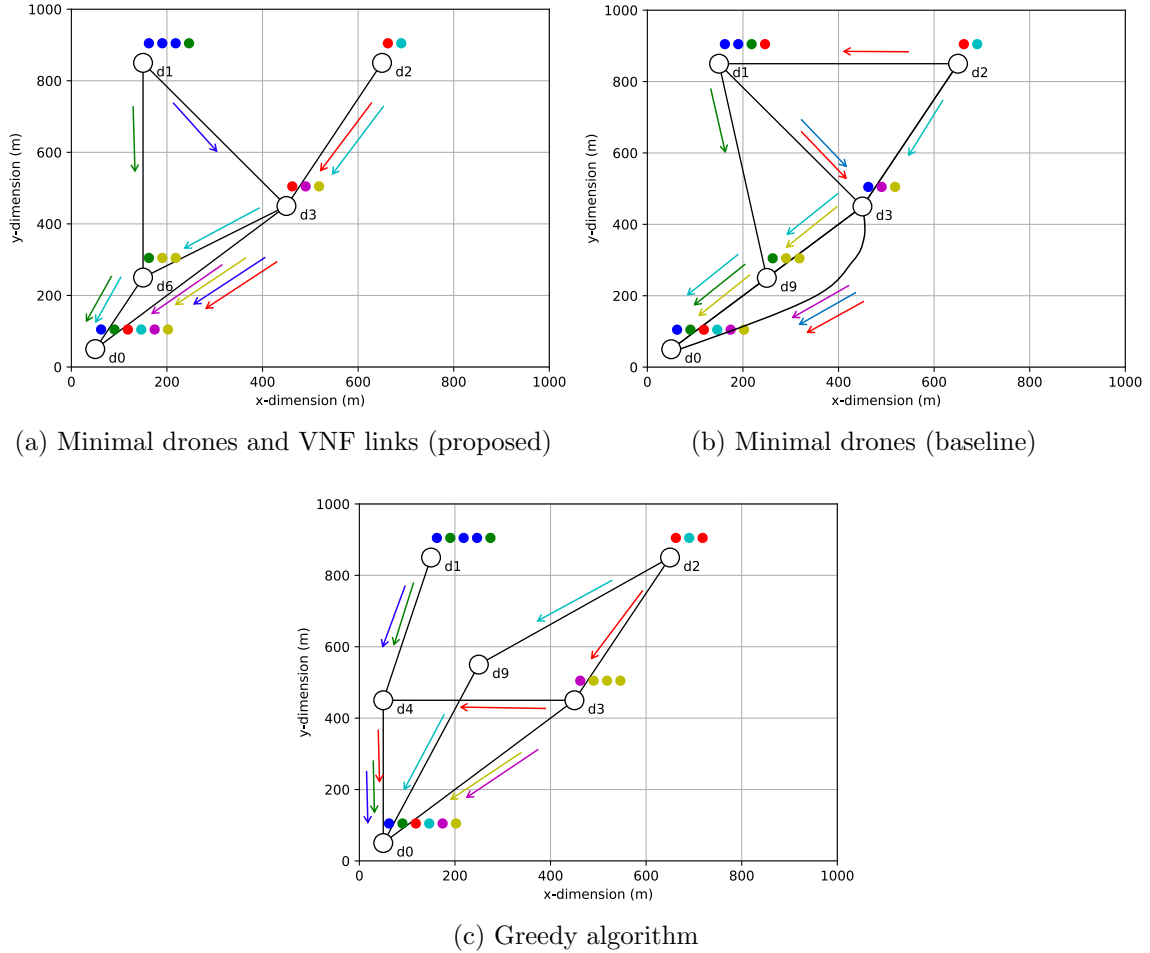 1000
800
600
400
200
0
y-dimension (m)
d1
d2
d3
d6
d0
0 200 400 600 800 1000
x-dimension (m)
(a) Minimal drones and VNF links (proposed)
1000
800
600
400
200
0
y-dimension (m)
d1
d2
d3
d9
d0
0 200 400 600 800 1000
x-dimension (m)
(b) Minimal drones (baseline)
1000
800
600
400
200
0
y-dimension (m)
d1
d2
d9
d4
d3
d0
0 200 400 600 800 1000
x-dimension (m)
(c) Greedy algorithm